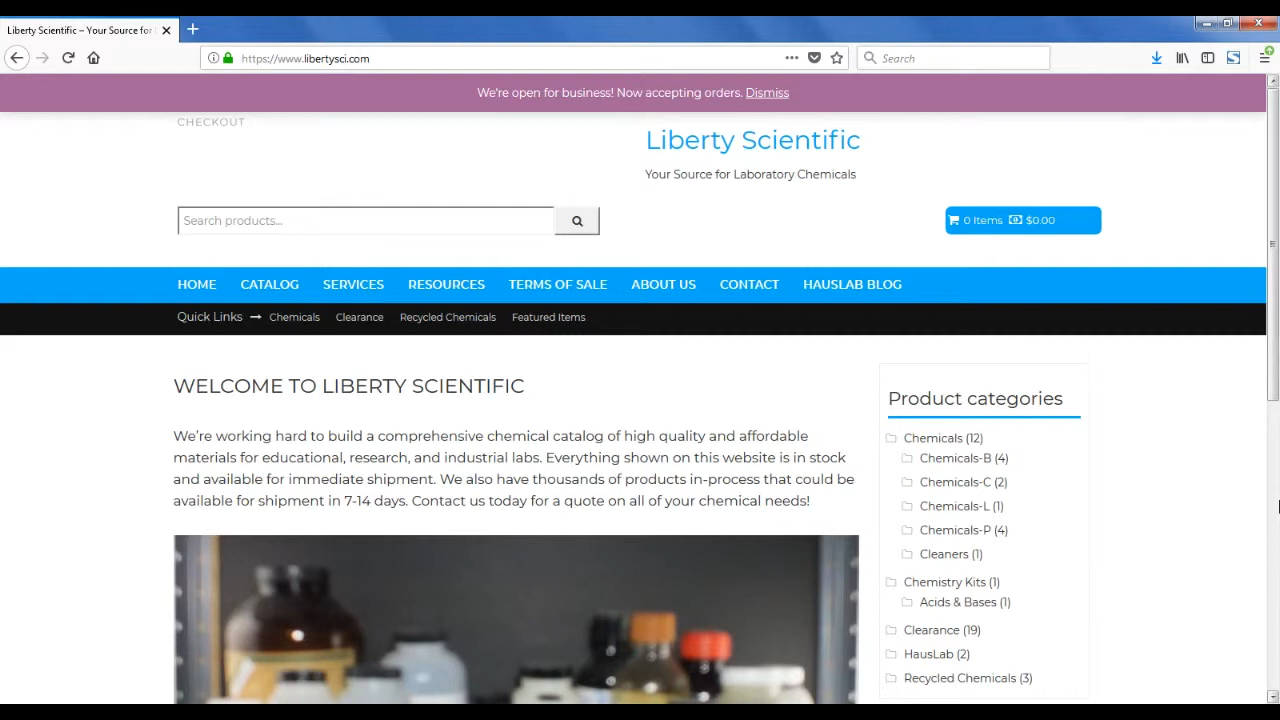 Liberty Scientific – Your Source for
https://www.libertysci.com
Search
We're open for business! Now accepting orders. Dismiss
CHECKOUT
Liberty Scientific
Your Source for Laboratory Chemicals
Search products...
0 Items $0.00
HOME CATALOG SERVICES RESOURCES TERMS OF SALE ABOUT US CONTACT HAUSLAB BLOG
Quick Links Chemicals Clearance Recycled Chemicals Featured Items
WELCOME TO LIBERTY SCIENTIFIC
We're working hard to build a comprehensive chemical catalog of high quality and affordable
materials for educational, research, and industrial labs. Everything shown on this website is in stock
and available for immediate shipment. We also have thousands of products in-process that could be
available for shipment in 7-14 days. Contact us today for a quote on all of your chemical needs!
Product categories
Chemicals (12)
Chemicals-B (4)
Chemicals-C (2)
Chemicals-L (1)
Chemicals-P (4)
Cleaners (1)
Chemistry Kits (1)
Acids & Bases (1)
Clearance (19)
HausLab (2)
Recycled Chemicals (3)